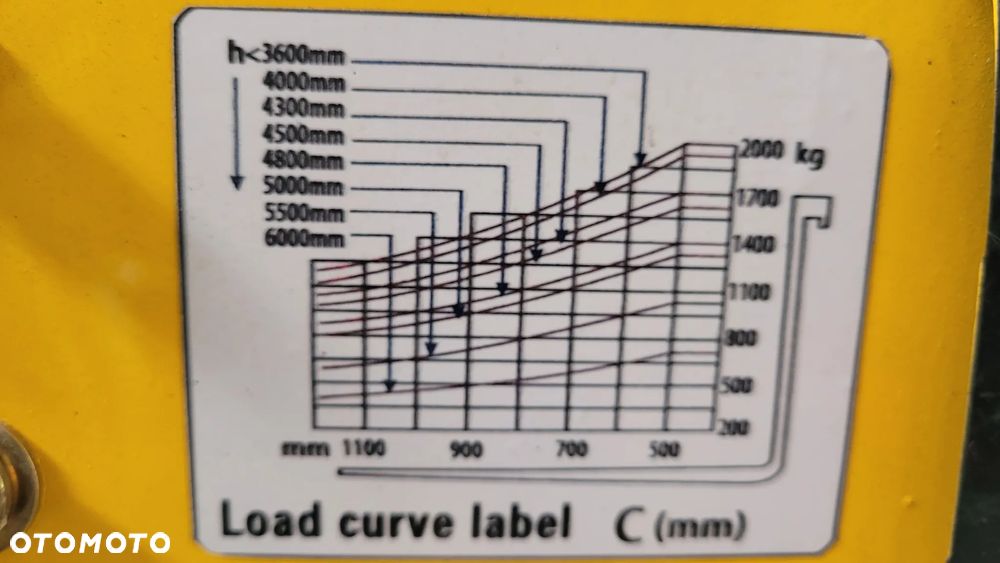 h<3600mm
4000mm
4300mm
4500mm
4800mm
5000mm
5500mm
6000mm
2000 kg
1700
1400
1100
800
500
200
mm 1100 900 700 500
Load curve label C (mm)
OTOMOTO